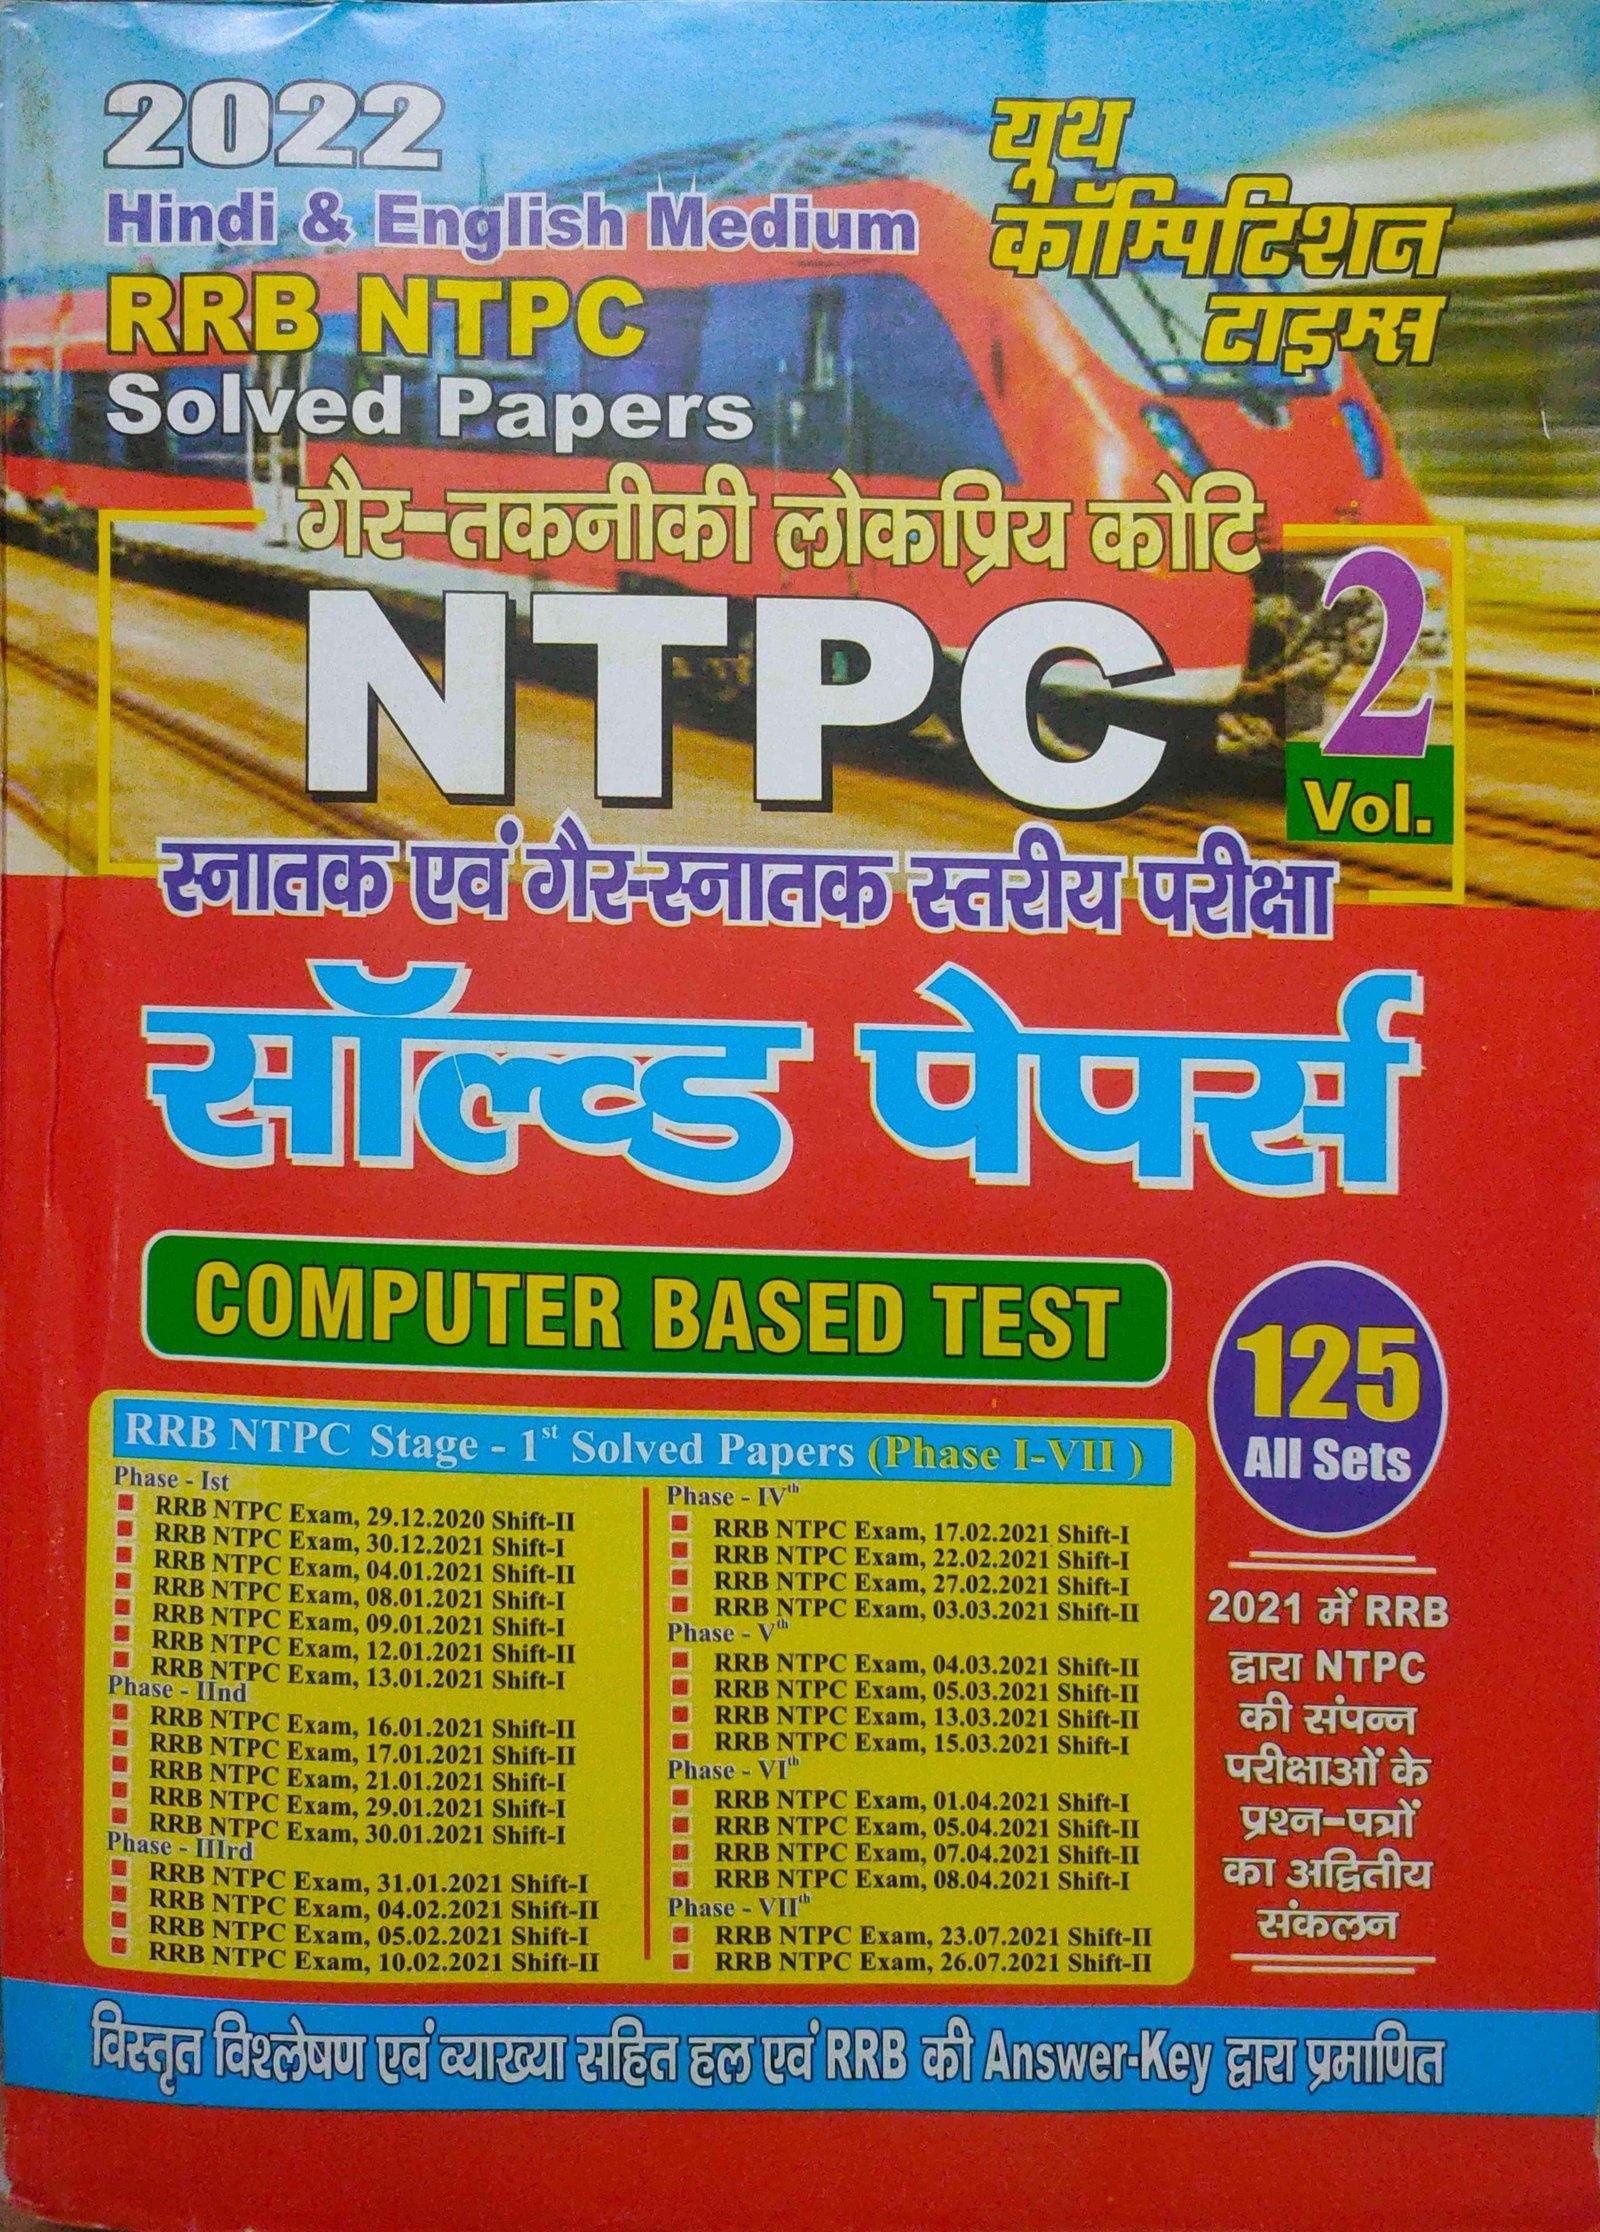 2022
Hindi & English Medium
RRB NTPC
Solved Papers
यूथ
कॉम्पिटिशन
टाइम्स
गैर-तकनीकी लोकप्रिय कोटि
NTPC
2
Vol.
स्नातक एवं गैर-स्नातक स्तरीय परीक्षा
सॉल्व्ड पेपर्स
COMPUTER BASED TEST
125
All Sets
RRB NTPC Stage - 1st Solved Papers (Phase I-VII )
Phase - Ist
RRB NTPC Exam, 29.12.2020 Shift-II
RRB NTPC Exam, 30.12.2021 Shift-I
RRB NTPC Exam, 04.01.2021 Shift-II
RRB NTPC Exam, 08.01.2021 Shift-I
RRB NTPC Exam, 09.01.2021 Shift-I
RRB NTPC Exam, 12.01.2021 Shift-II
RRB NTPC Exam, 13.01.2021 Shift-I
Phase - IInd
RRB NTPC Exam, 16.01.2021 Shift-II
RRB NTPC Exam, 17.01.2021 Shift-II
RRB NTPC Exam, 21.01.2021 Shift-I
RRB NTPC Exam, 29.01.2021 Shift-I
RRB NTPC Exam, 30.01.2021 Shift-I
Phase - IIIrd
RRB NTPC Exam, 31.01.2021 Shift-I
RRB NTPC Exam, 04.02.2021 Shift-II
RRB NTPC Exam, 05.02.2021 Shift-I
RRB NTPC Exam, 10.02.2021 Shift-II
Phase - IVth
RRB NTPC Exam, 17.02.2021 Shift-I
RRB NTPC Exam, 22.02.2021 Shift-I
RRB NTPC Exam, 27.02.2021 Shift-I
RRB NTPC Exam, 03.03.2021 Shift-II
Phase - Vth
RRB NTPC Exam, 04.03.2021 Shift-II
RRB NTPC Exam, 05.03.2021 Shift-II
RRB NTPC Exam, 13.03.2021 Shift-II
RRB NTPC Exam, 15.03.2021 Shift-I
Phase - VIth
RRB NTPC Exam, 01.04.2021 Shift-I
RRB NTPC Exam, 05.04.2021 Shift-II
RRB NTPC Exam, 07.04.2021 Shift-II
RRB NTPC Exam, 08.04.2021 Shift-I
Phase - VIIth
RRB NTPC Exam, 23.07.2021 Shift-II
RRB NTPC Exam, 26.07.2021 Shift-II
2021 में RRB
द्वारा NTPC
की संपन्न
परीक्षाओं के
प्रश्न-पत्रों
का अद्वितीय
संकलन
विस्तृत विश्लेषण एवं व्याख्या सहित हल एवं RRB की Answer-Key द्वारा प्रमाणित